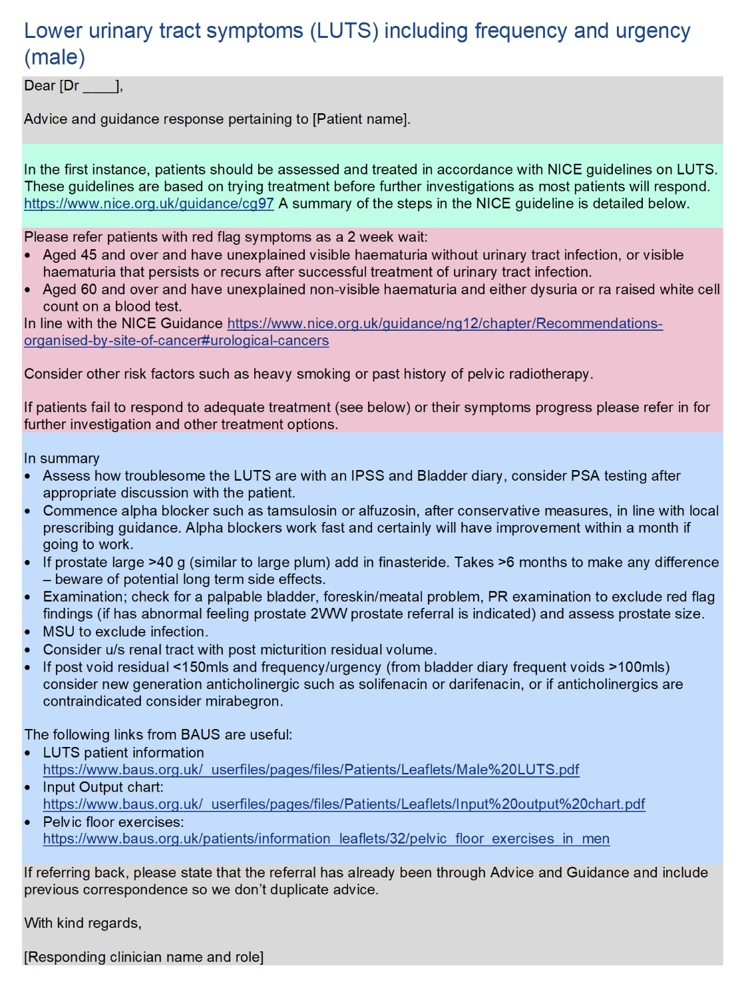 Lower urinary tract symptoms (LUTS) including frequency and urgency
(male)
Dear [Dr ____],
Advice and guidance response pertaining to [Patient name].
In the first instance, patients should be assessed and treated in accordance with NICE guidelines on LUTS.
These guidelines are based on trying treatment before further investigations as most patients will respond.
https://www.nice.org.uk/guidance/cg97 A summary of the steps in the NICE guideline is detailed below.
Please refer patients with red flag symptoms as a 2 week wait:
• Aged 45 and over and have unexplained visible haematuria without urinary tract infection, or visible
haematuria that persists or recurs after successful treatment of urinary tract infection.
• Aged 60 and over and have unexplained non-visible haematuria and either dysuria or ra raised white cell
count on a blood test.
In line with the NICE Guidance https://www.nice.org.uk/guidance/ng12/chapter/Recommendations-
organised-by-site-of-cancer#urological-cancers
Consider other risk factors such as heavy smoking or past history of pelvic radiotherapy.
If patients fail to respond to adequate treatment (see below) or their symptoms progress please refer in for
further investigation and other treatment options.
In summary
• Assess how troublesome the LUTS are with an IPSS and Bladder diary, consider PSA testing after
appropriate discussion with the patient.
• Commence alpha blocker such as tamsulosin or alfuzosin, after conservative measures, in line with local
prescribing guidance. Alpha blockers work fast and certainly will have improvement within a month if
going to work.
• If prostate large >40 g (similar to large plum) add in finasteride. Takes >6 months to make any difference
– beware of potential long term side effects.
• Examination; check for a palpable bladder, foreskin/meatal problem, PR examination to exclude red flag
findings (if has abnormal feeling prostate 2WW prostate referral is indicated) and assess prostate size.
• MSU to exclude infection.
• Consider u/s renal tract with post micturition residual volume.
• If post void residual <150mls and frequency/urgency (from bladder diary frequent voids >100mls)
consider new generation anticholinergic such as solifenacin or darifenacin, or if anticholinergics are
contraindicated consider mirabegron.
The following links from BAUS are useful:
• LUTS patient information
https://www.baus.org.uk/_userfiles/pages/files/Patients/Leaflets/Male%20LUTS.pdf
• Input Output chart:
https://www.baus.org.uk/_userfiles/pages/files/Patients/Leaflets/Input%20output%20chart.pdf
• Pelvic floor exercises:
https://www.baus.org.uk/patients/information_leaflets/32/pelvic_floor_exercises_in_men
If referring back, please state that the referral has already been through Advice and Guidance and include
previous correspondence so we don’t duplicate advice.
With kind regards,
[Responding clinician name and role]